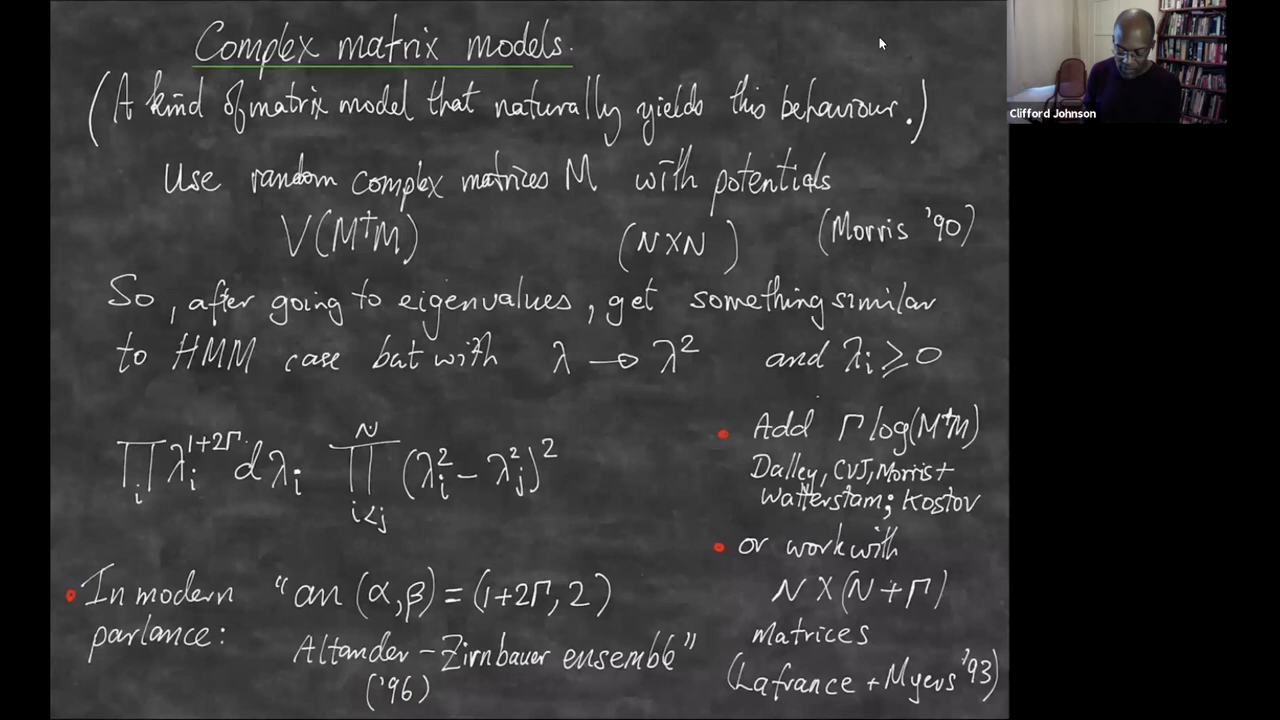 Complex matrix models.
(A kind of matrix model that naturally yields this behaviour.)
Use random complex matrices M with potentials
V(M†M) (N×N) (Morris '90)
So, after going to eigenvalues, get something similar
to HMM case but with λ → λ² and λᵢ ⩾ 0
∏ᵢ λᵢ^{1+2Γ} dλᵢ ∏_{i<j}^{N} (λᵢ² − λⱼ²)²
• In modern "an (α,β) = (1+2Γ, 2)
parlance: Altander – Zirnbauer ensemble"
('96)
• Add Γ log(M†M)
Dalley, CVJ, Morris +
Watterstam; Kostov
• or work with
N × (N + Γ)
matrices
(Lafrance + Myers '93)
Clifford Johnson